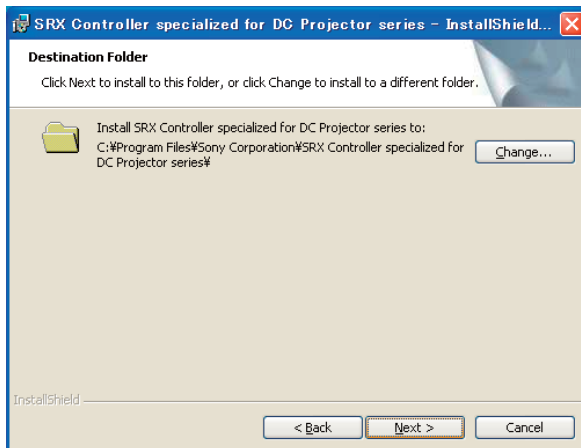 SRX Controller specialized for DC Projector series - InstallShield...
Destination Folder
Click Next to install to this folder, or click Change to install to a different folder.
Install SRX Controller specialized for DC Projector series to:
C:¥Program Files¥Sony Corporation¥SRX Controller specialized for
DC Projector series¥
Change...
InstallShield
< Back
Next >
Cancel